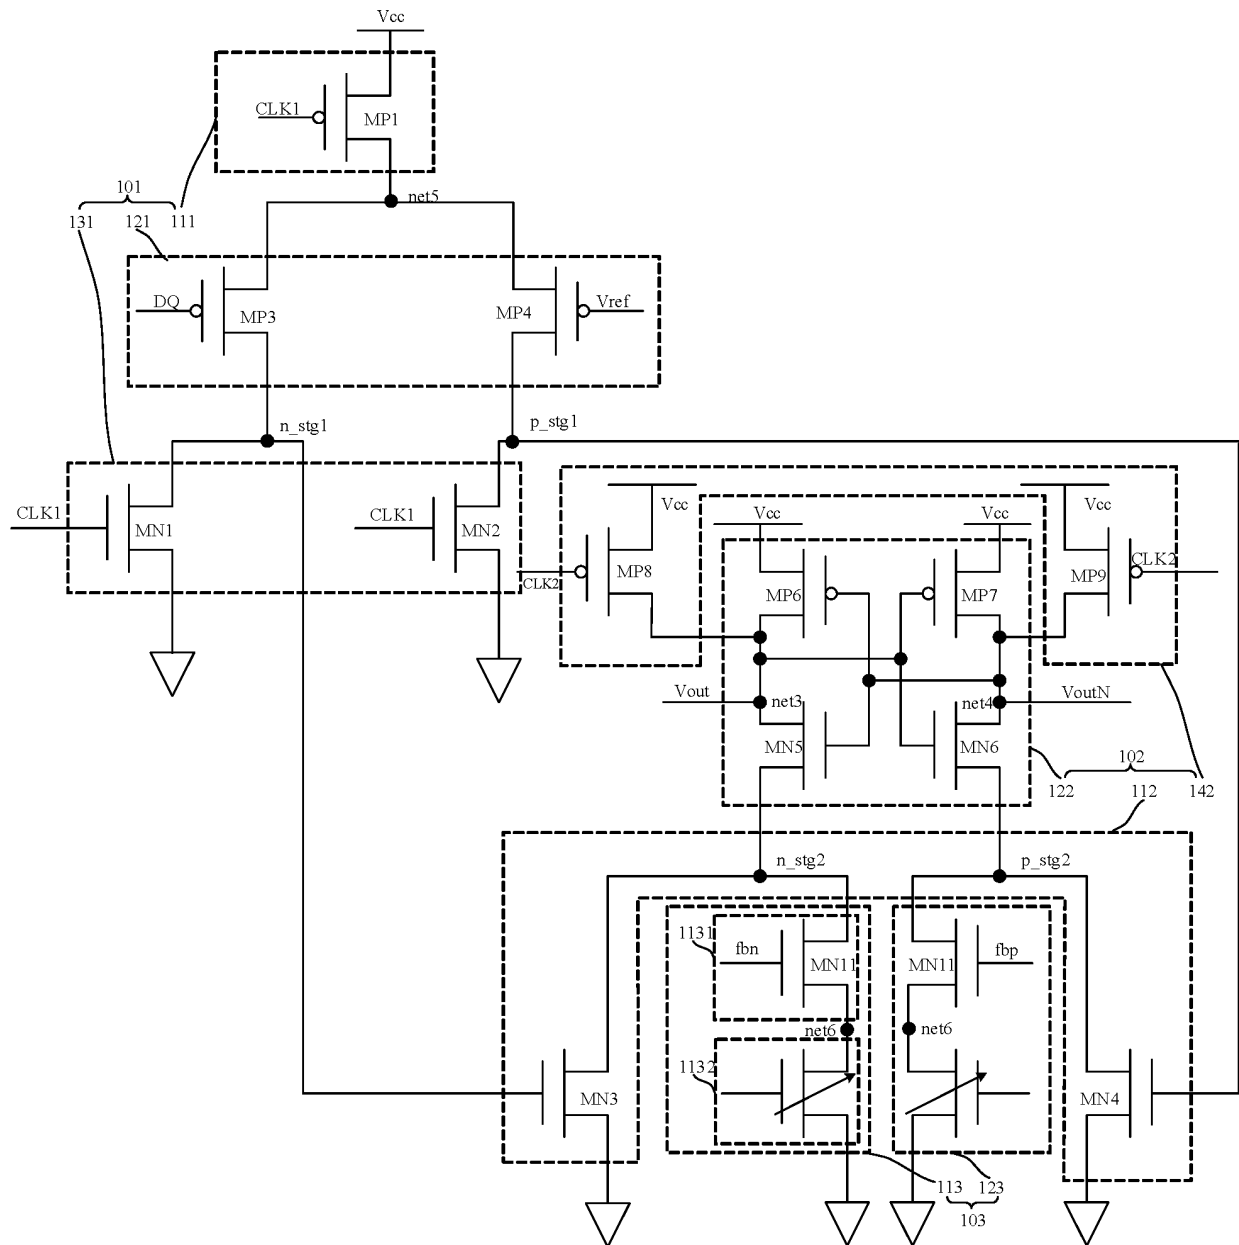 Vcc
CLK1
MP1
net5
101
131
121
111
DQ
MP3
MP4
Vref
n_stg1
p_stg1
CLK1
MN1
CLK1
MN2
Vcc
Vcc
Vcc
Vcc
CLK2
MP8
MP6
MP7
MP9
CLK2
Vout
net3
net4
VoutN
MN5
MN6
102
122
112
142
n_stg2
p_stg2
1131
fbn
MN11
MN11
fbp
net6
net6
1132
MN3
MN4
113
123
103